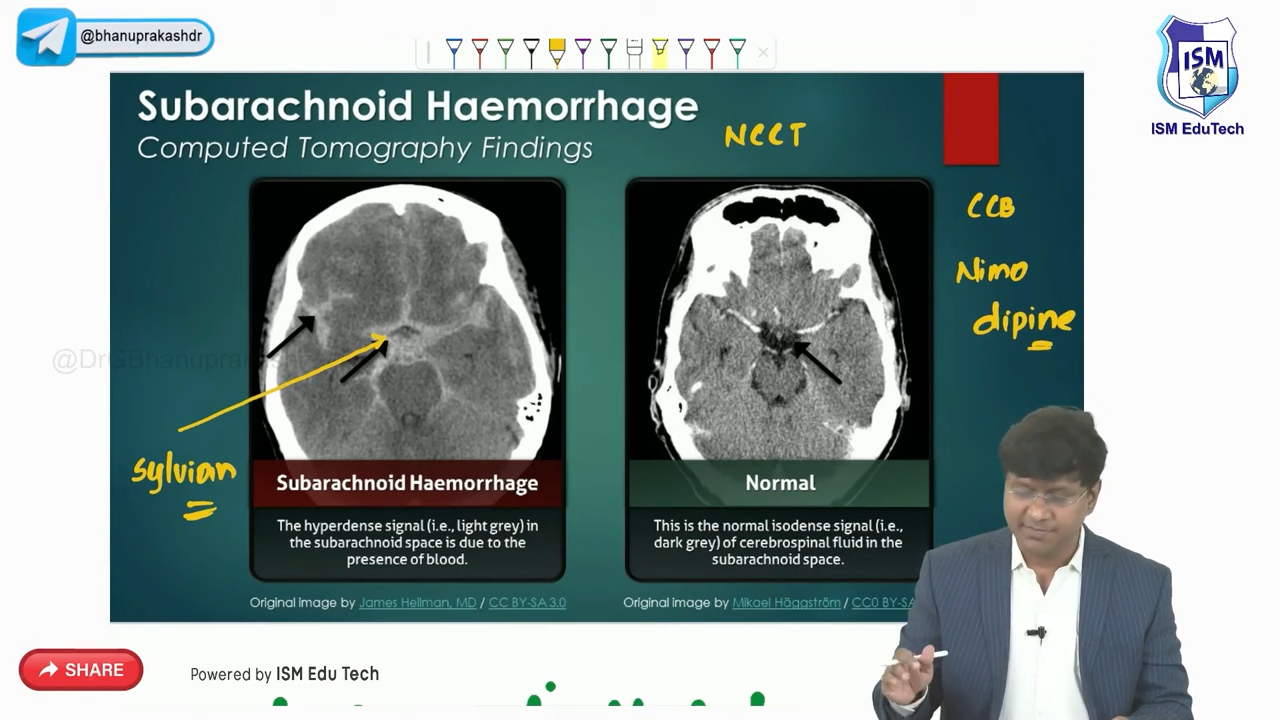 @bhanuprakashdr
ISM
ISM EduTech
Subarachnoid Haemorrhage
Computed Tomography Findings
NCCT
CCB
Nimo
dipine
@DrGBhanuprakash
Sylvian
Subarachnoid Haemorrhage
The hyperdense signal (i.e., light grey) in
the subarachnoid space is due to the
presence of blood.
Original image by James Heilman, MD / CC BY-SA 3.0
Normal
This is the normal isodense signal (i.e.,
dark grey) of cerebrospinal fluid in the
subarachnoid space.
Original image by Mikael Häggström / CC0 BY-SA
SHARE
Powered by ISM Edu Tech